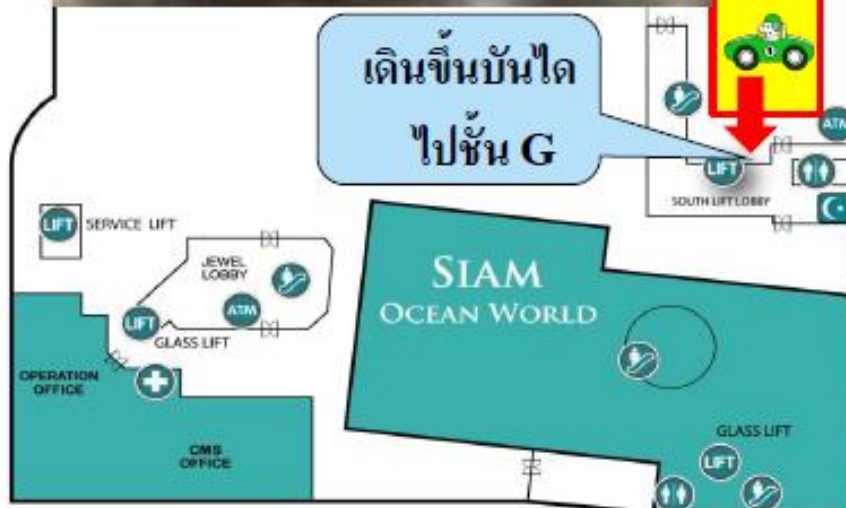 เดินขึ้นบันได
ไปชั้น G
1
ATM
LIFT
SOUTH LIFT LOBBY
LIFT
SERVICE LIFT
JEWEL
LOBBY
ATM
LIFT
GLASS LIFT
SIAM
OCEAN WORLD
OPERATION
OFFICE
CMS
OFFICE
GLASS LIFT
LIFT